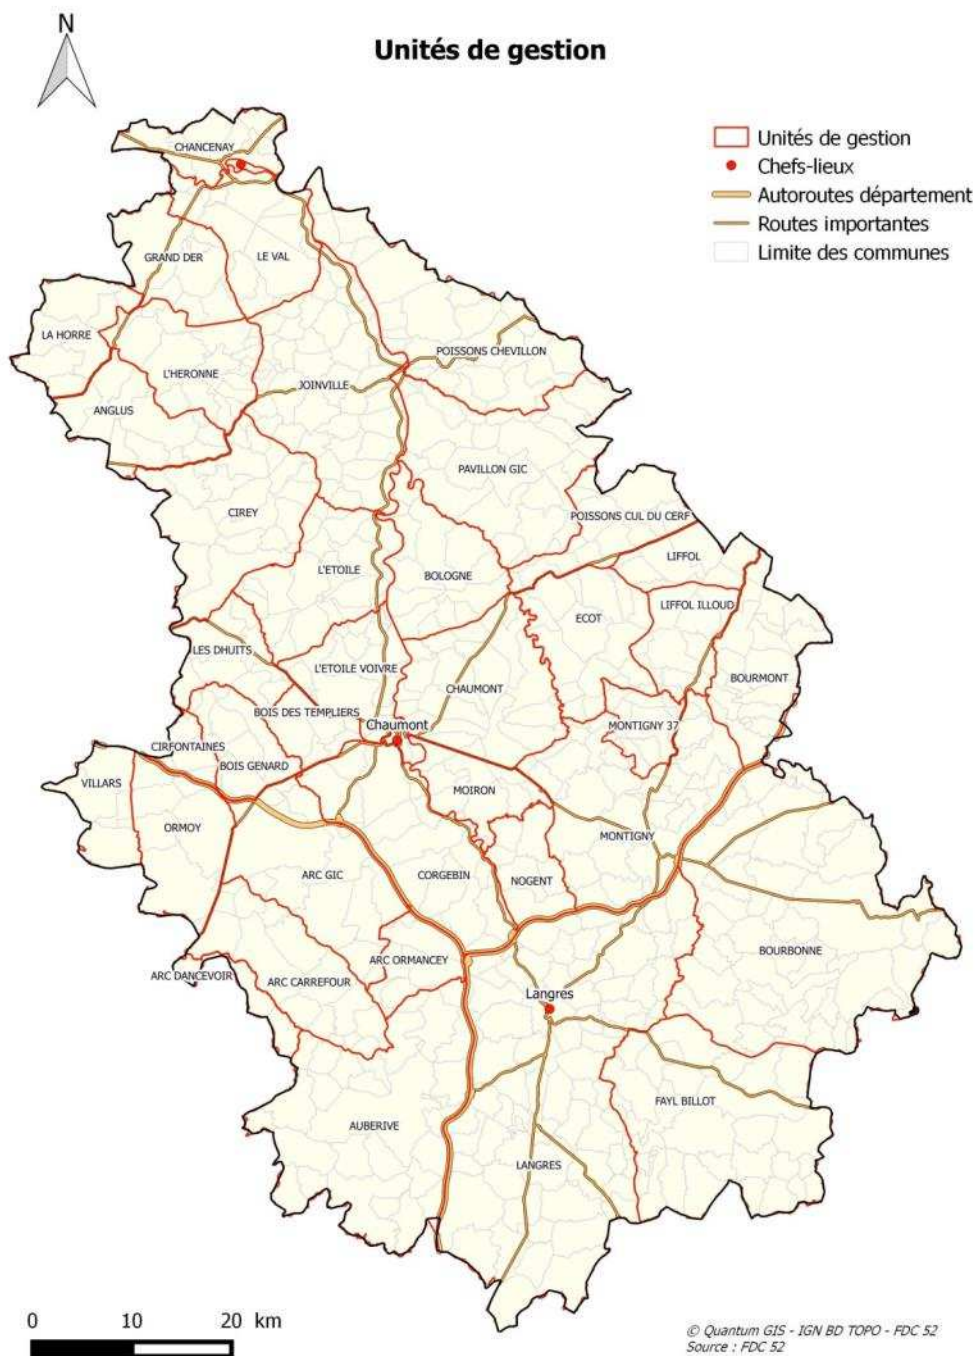 N
Unités de gestion
Unités de gestion
Chefs-lieux
Autoroutes département
Routes importantes
Limite des communes
CHANCENAY
GRAND DER
LE VAL
LA HORRE
POISSONS CHEVILLON
L'HERONNE
JOINVILLE
ANGLUS
PAVILLON GIC
CIREY
POISSONS CUL DU CERF
LIFFOL
L'ETOILE
BOLOGNE
LIFFOL ILLOUD
ECOT
LES DHUITS
L'ETOILE VOIVRE
BOURMONT
CHAUMONT
BOIS DES TEMPLIERS
Chaumont
MONTIGNY 37
CIRFONTAINES
BOIS GENARD
VILLARS
MOIRON
ORMOY
MONTIGNY
ARC GIC
CORGEBIN
NOGENT
BOURBONNE
ARC ORMANCEY
ARC DANCEVOIR
ARC CARREFOUR
Langres
FAYL BILLOT
AUBERIVE
LANGRES
0 10 20 km
© Quantum GIS - IGN BD TOPO - FDC 52
Source : FDC 52